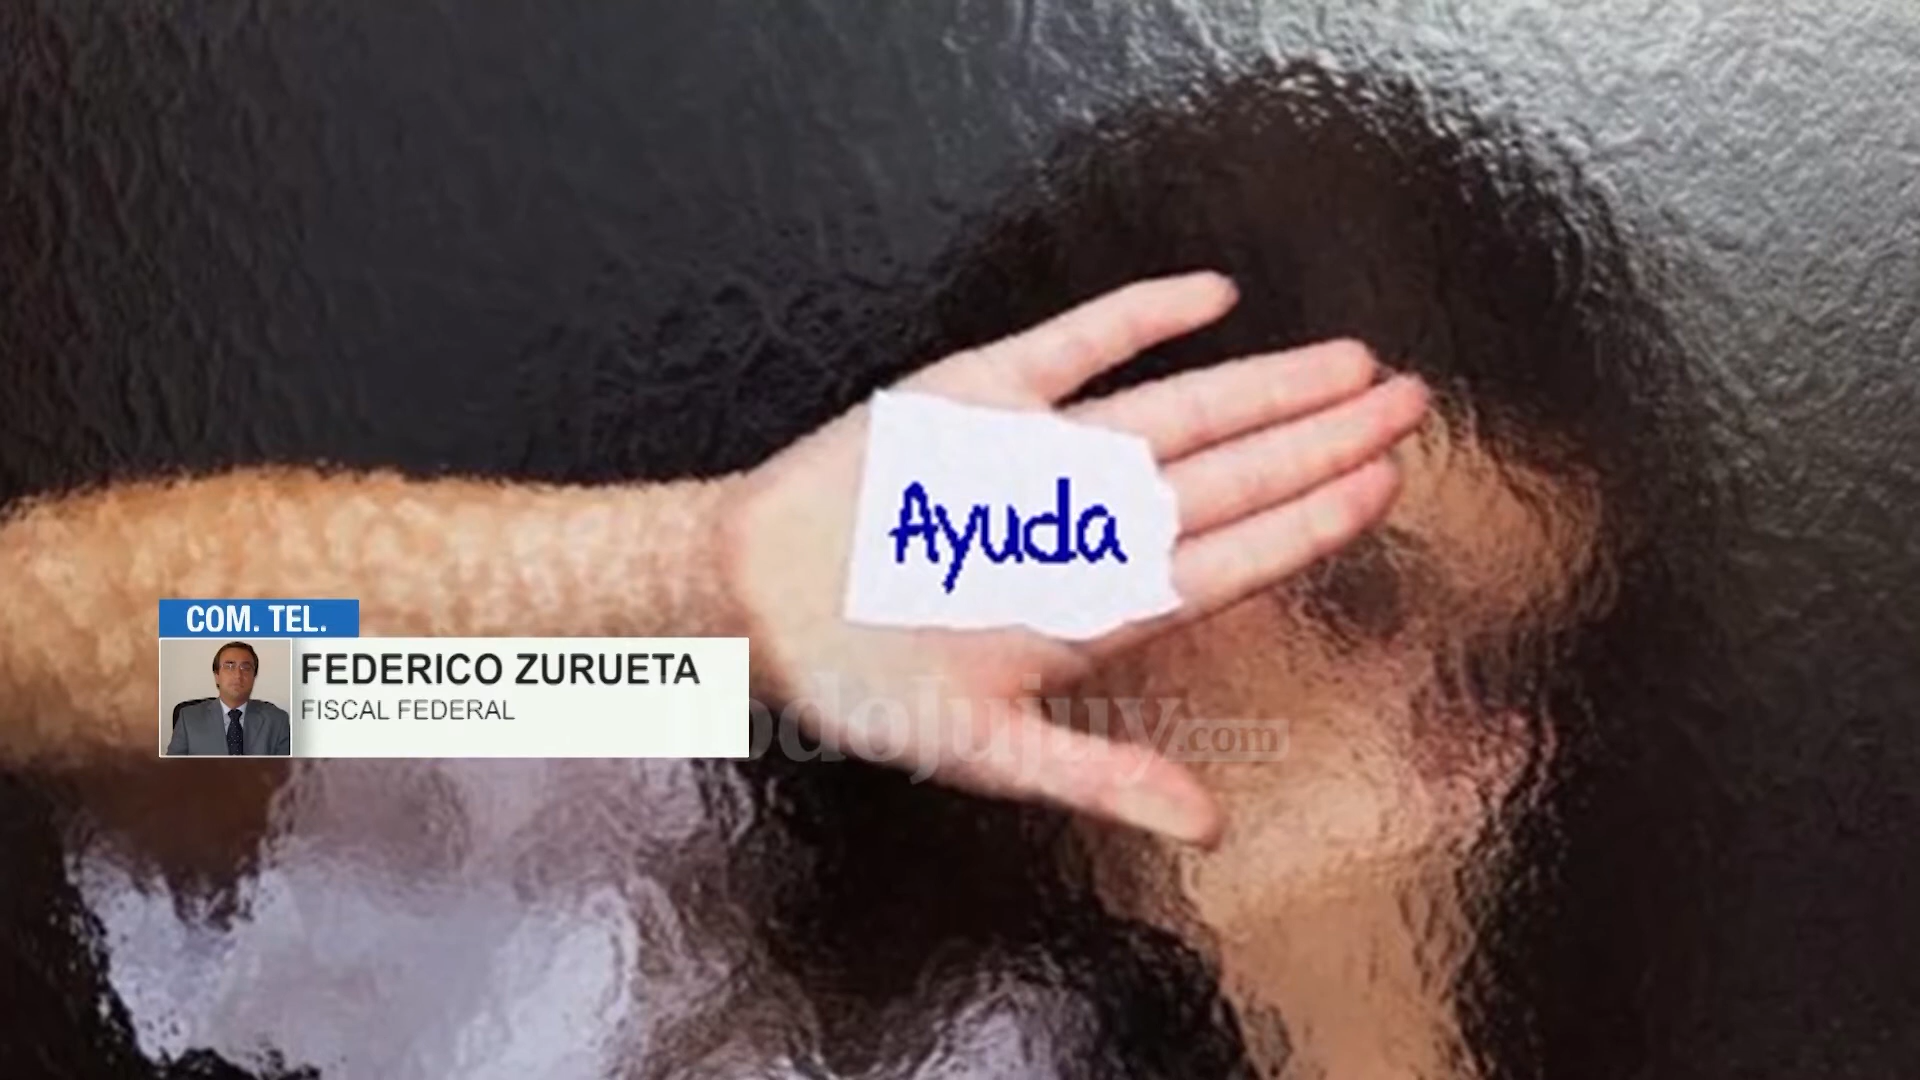 Ayuda
COM. TEL.
FEDERICO ZURUETA
FISCAL FEDERAL
TodoJujuy.com